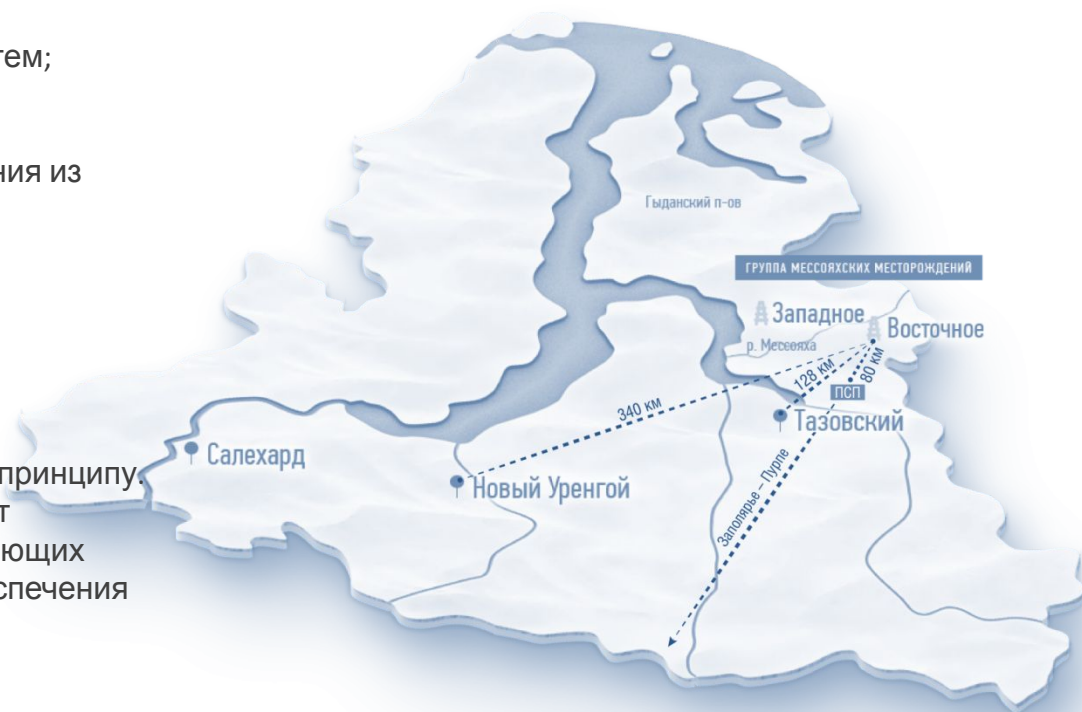 тем;
ния из
принципу.
т
ющих
спечения
Гыданский п-ов
ГРУППА МЕССОЯХСКИХ МЕСТОРОЖДЕНИЙ
Западное
Восточное
р. Мессояха
128 км
80 км
ПСП
340 км
Тазовский
Салехард
Новый Уренгой
Заполярье – Пурпе